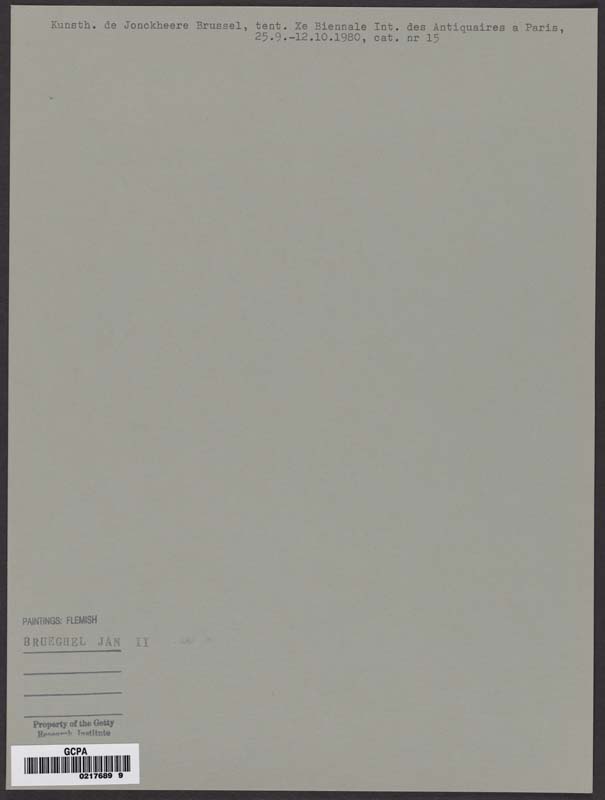 Kunsth. de Jonckheere Brussel, tent. Xe Biennale Int. des Antiquaires a Paris,
25.9.-12.10.1980, cat. nr 15
PAINTINGS: FLEMISH
BRUEGHEL JAN II
Property of the Getty
Research Institute
GCPA
0217689 9